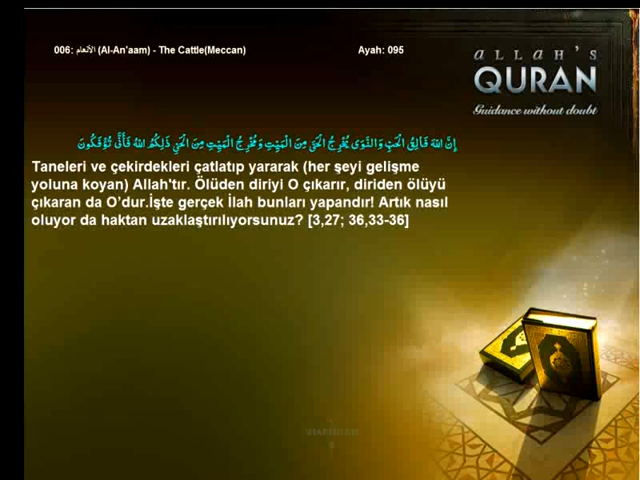 006: الأنعام (Al-An'aam) - The Cattle(Meccan)
Ayah: 095
ALLAH'S
QURAN
Guidance without doubt
إِنَّ اللهَ فَالِقُ الْحَبِّ وَالنَّوَى يُخْرِجُ الْحَيَّ مِنَ الْمَيِّتِ وَمُخْرِجُ الْمَيِّتِ مِنَ الْحَيِّ ذَلِكُمُ اللهُ فَأَنَّى تُؤْفَكُونَ
Taneleri ve çekirdekleri çatlatıp yararak (her şeyi gelişme
yoluna koyan) Allah'tır. Ölüden diriyi O çıkarır, diriden ölüyü
çıkaran da O'dur.İşte gerçek İlah bunları yapandır! Artık nasıl
oluyor da haktan uzaklaştırılıyorsunuz? [3,27; 36,33-36]